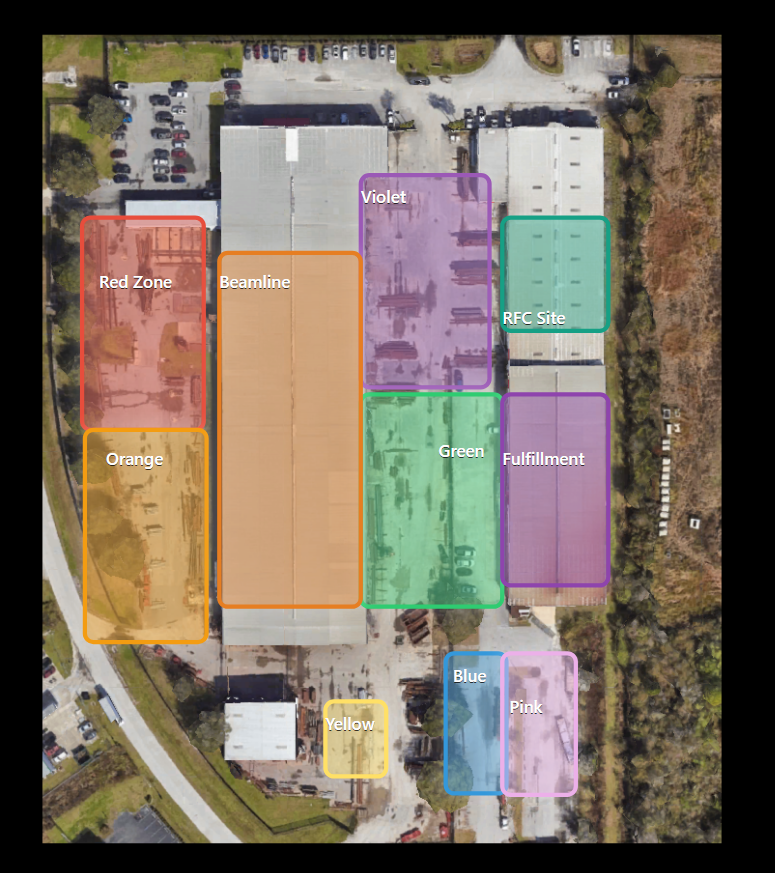 Violet
Red Zone
Beamline
RFC Site
Green
Orange
Fulfillment
Blue
Pink
Yellow